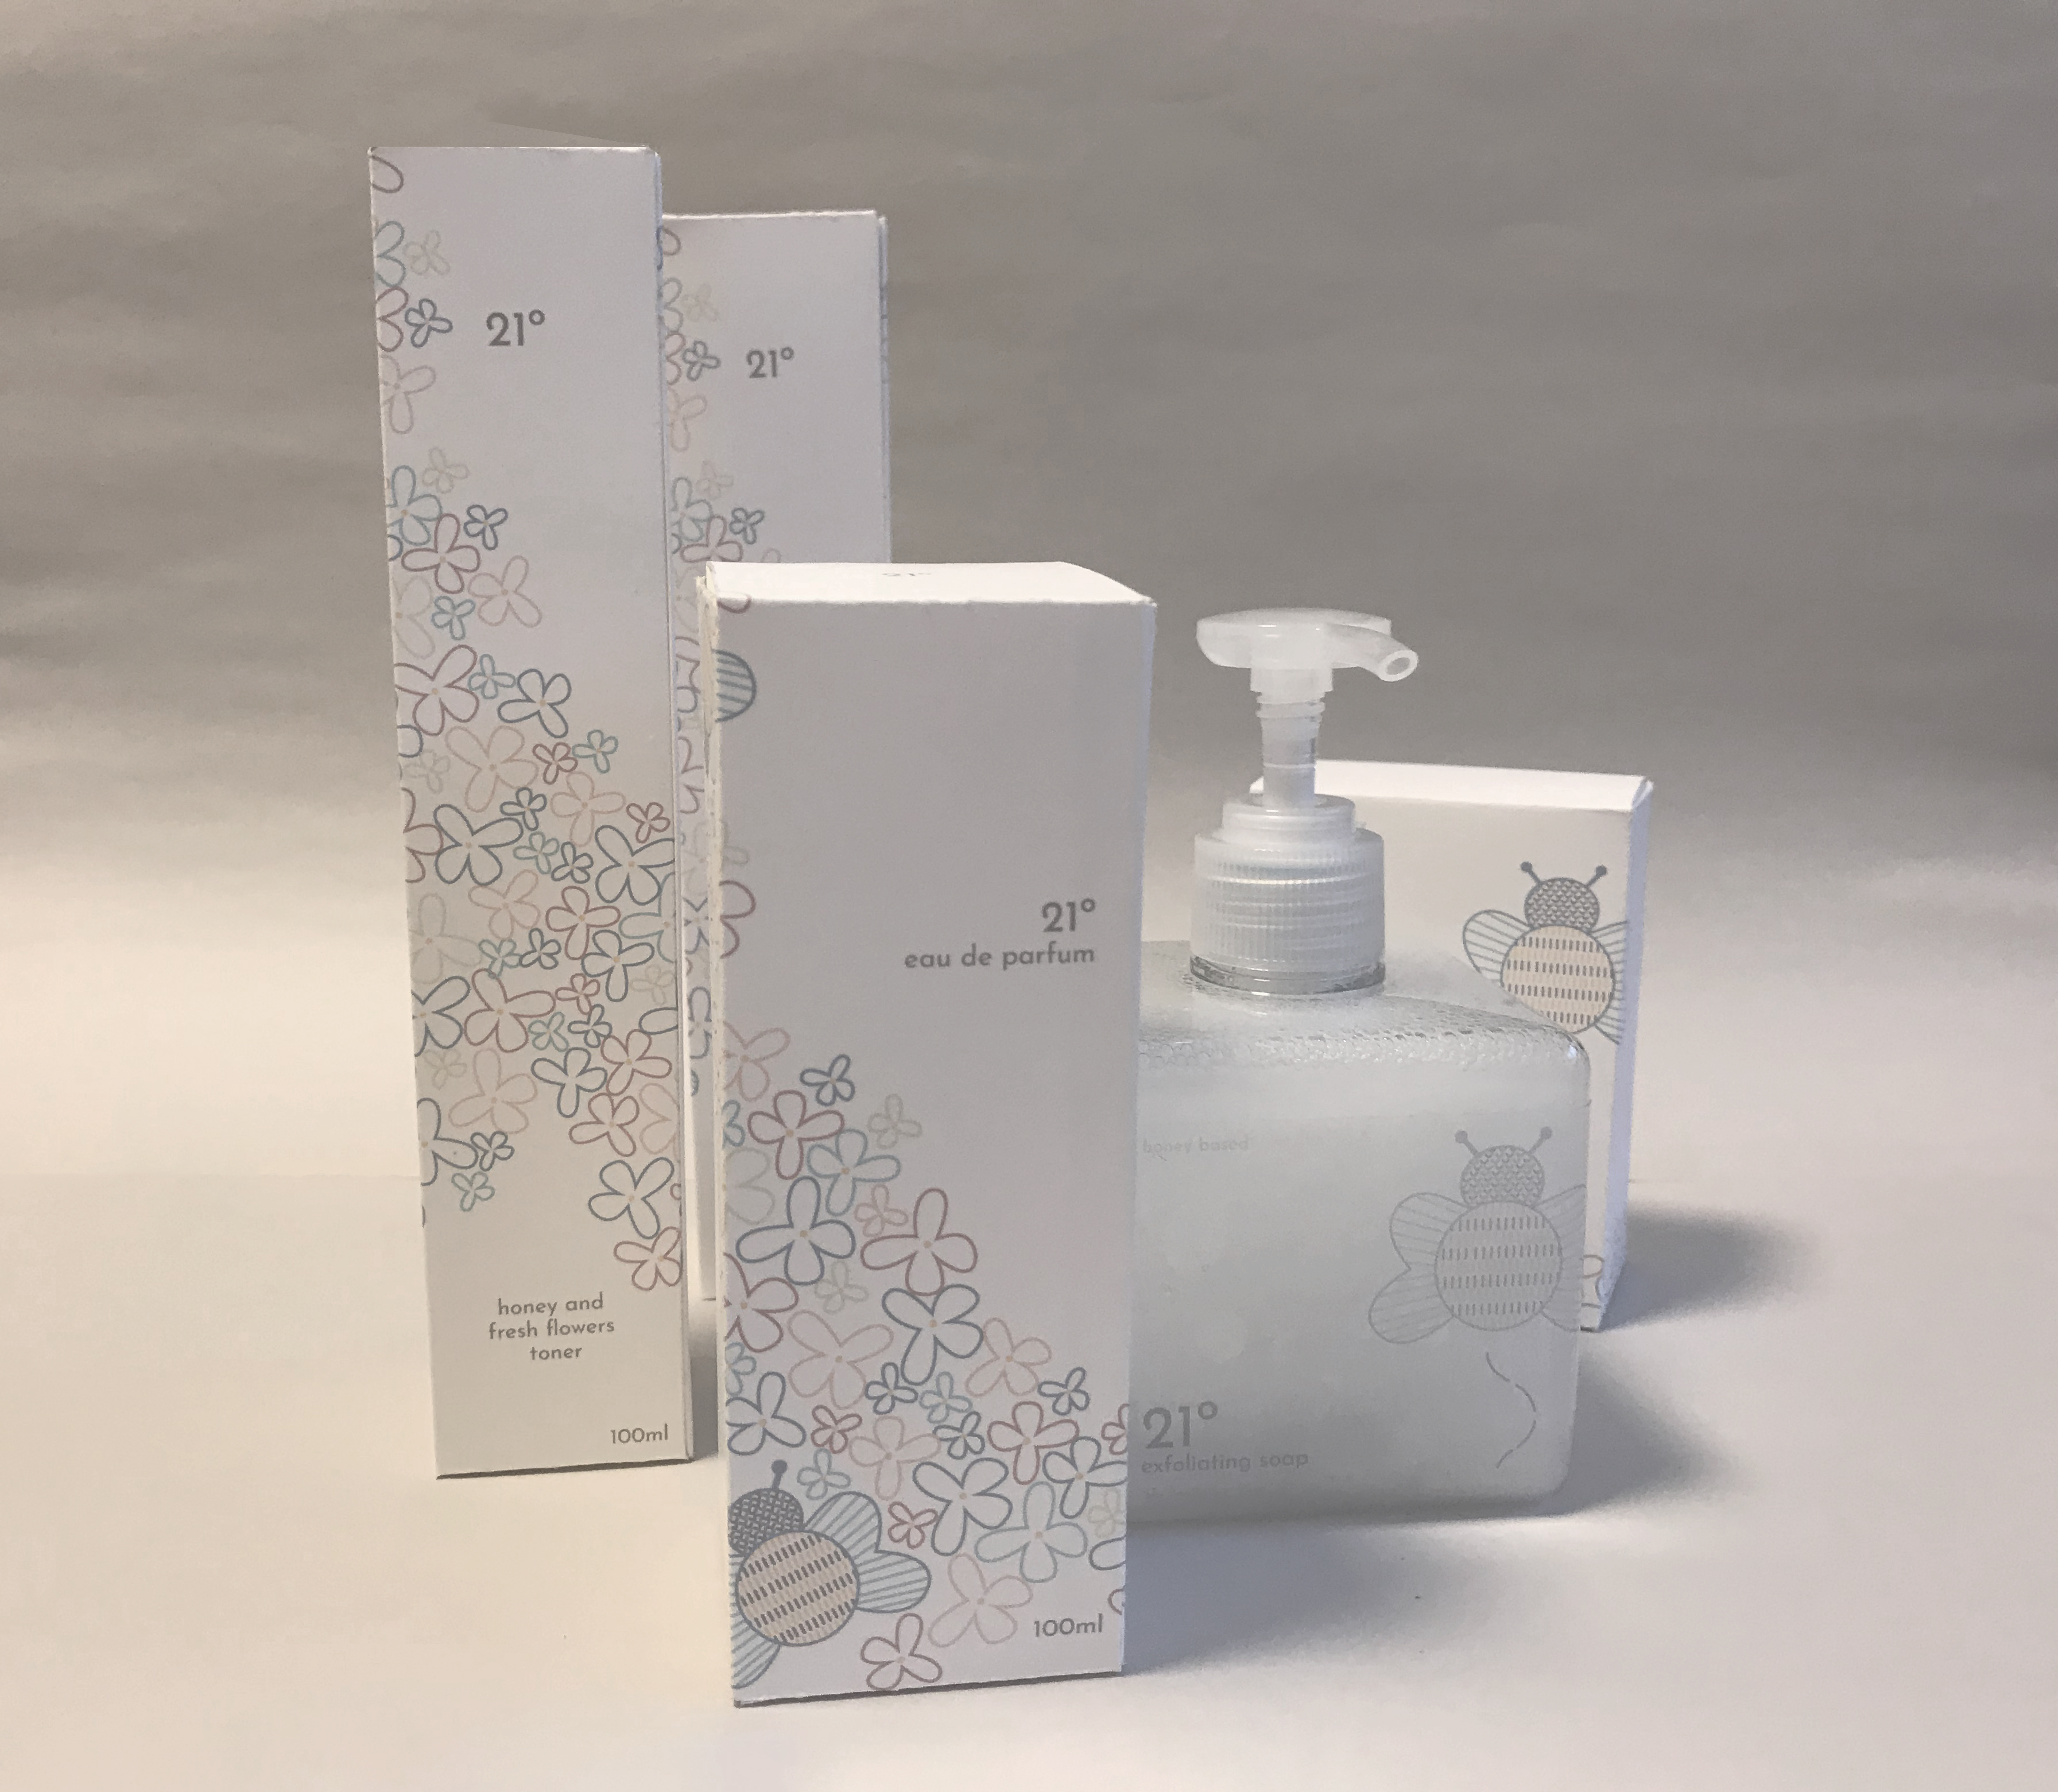 21°
honey and
fresh flowers
toner
100ml
21°
21°
eau de parfum
100ml
honey based
21°
exfoliating soap